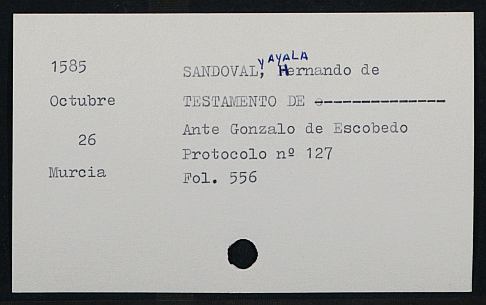 1585
SANDOVAL, Y AYALA Hernando de
Octubre
TESTAMENTO DE --------------
26
Ante Gonzalo de Escobedo
Protocolo nº 127
Murcia
Fol. 556